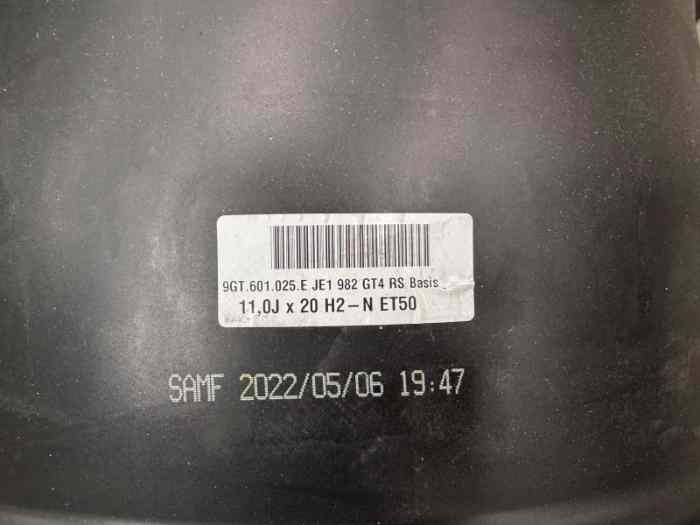 9GT.601.025.E JE1 982 GT4 RS Basis
11,0J x 20 H2-N ET50
SAMF 2022/05/06 19:47